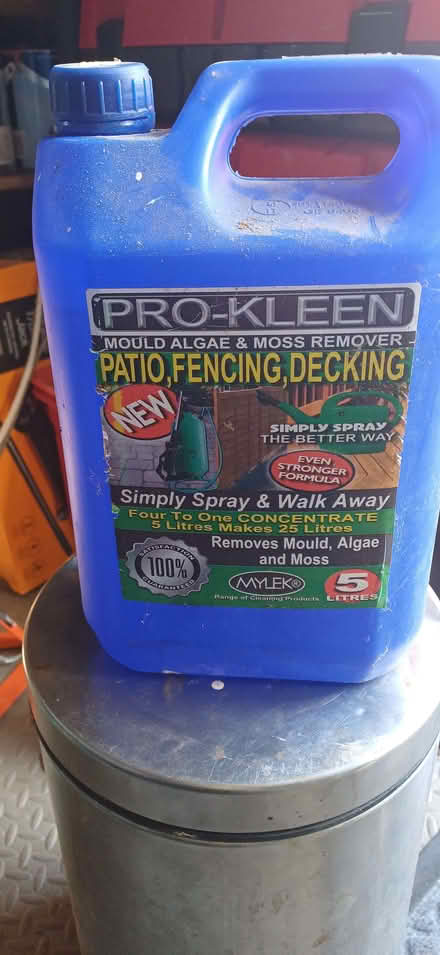 PRO-KLEEN
MOULD ALGAE & MOSS REMOVER
PATIO,FENCING,DECKING
NEW
SIMPLY SPRAY
THE BETTER WAY
EVEN
STRONGER
FORMULA
Simply Spray & Walk Away
Four To One CONCENTRATE
5 Litres Makes 25 Litres
Removes Mould, Algae
and Moss
SATISFACTION
100%
GUARANTEED
MYLEK®
Range of Cleaning Products
5
LITRES